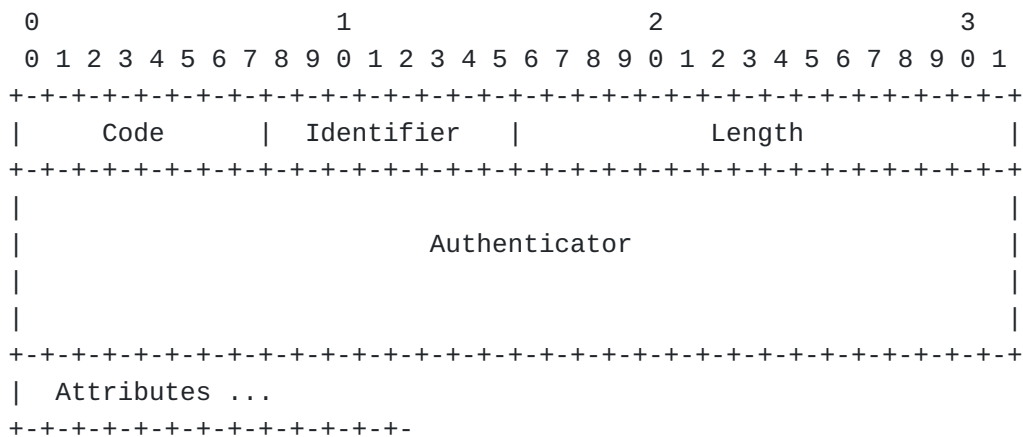 0                   1                   2                   3
 0 1 2 3 4 5 6 7 8 9 0 1 2 3 4 5 6 7 8 9 0 1 2 3 4 5 6 7 8 9 0 1
+-+-+-+-+-+-+-+-+-+-+-+-+-+-+-+-+-+-+-+-+-+-+-+-+-+-+-+-+-+-+-+-+
|     Code      |  Identifier   |            Length             |
+-+-+-+-+-+-+-+-+-+-+-+-+-+-+-+-+-+-+-+-+-+-+-+-+-+-+-+-+-+-+-+-+
|                                                               |
|                          Authenticator                        |
|                                                               |
|                                                               |
+-+-+-+-+-+-+-+-+-+-+-+-+-+-+-+-+-+-+-+-+-+-+-+-+-+-+-+-+-+-+-+-+
|  Attributes ...
+-+-+-+-+-+-+-+-+-+-+-+-+-